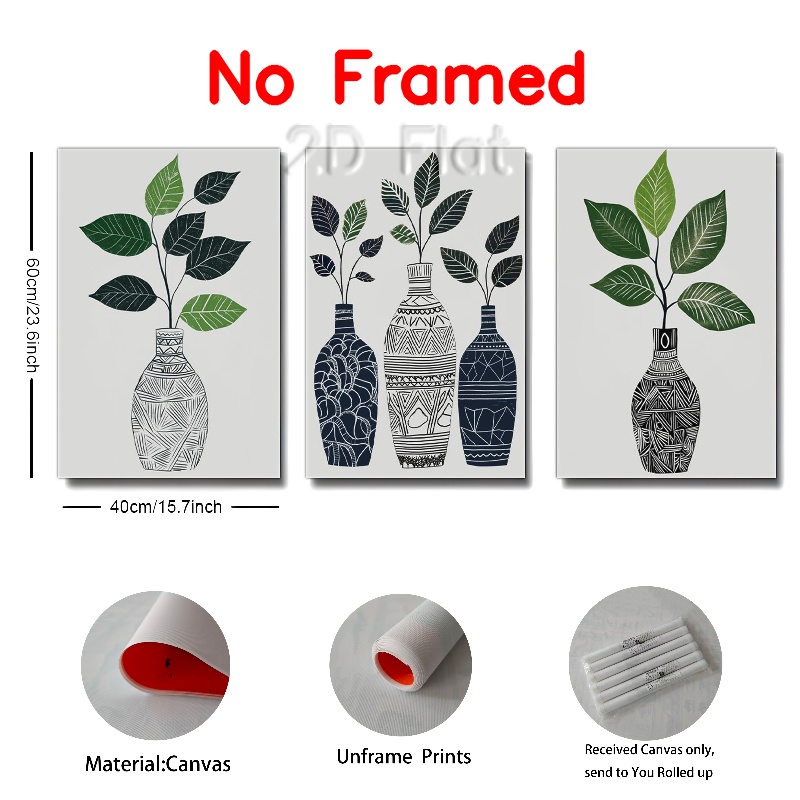 No Framed
2D Flat
60cm/23.6inch
40cm/15.7inch
Material:Canvas
Unframe Prints
Received Canvas only,
send to You Rolled up